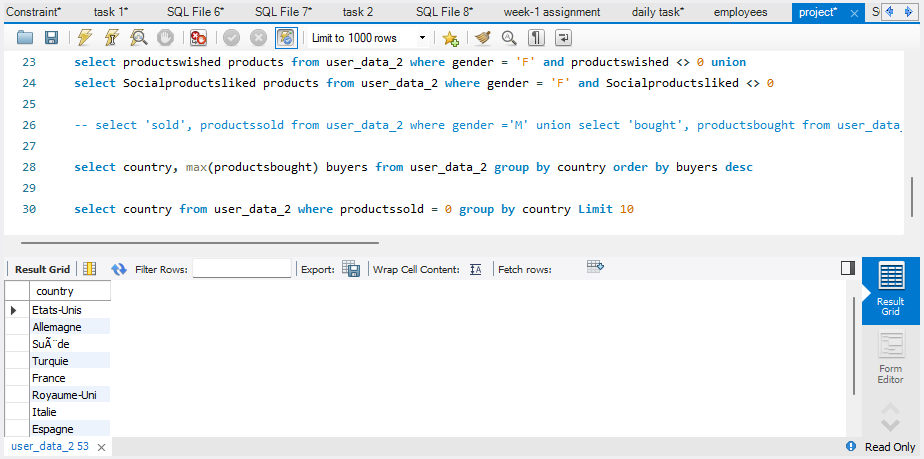 Constraint* task 1* SQL File 6* SQL File 7* task 2 SQL File 8* week-1 assignment daily task* employees project* S
Limit to 1000 rows
23 select productswished products from user_data_2 where gender = 'F' and productswished <> 0 union
24 select Socialproductsliked products from user_data_2 where gender = 'F' and Socialproductsliked <> 0
25
26 -- select 'sold', productssold from user_data_2 where gender ='M' union select 'bought', productsbought from user_data_
27
28 select country, max(productsbought) buyers from user_data_2 group by country order by buyers desc
29
30 select country from user_data_2 where productssold = 0 group by country Limit 10
Result Grid Filter Rows: Export: Wrap Cell Content: IA Fetch rows:
country
Etats-Unis
Allemagne
SuÃ¨de
Turquie
France
Royaume-Uni
Italie
Espagne
Result
Grid
Form
Editor
user_data_2 53
Read Only